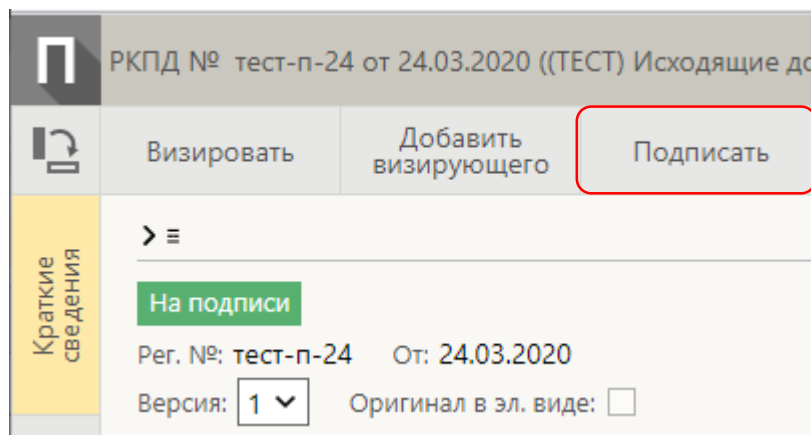 П
РКПД № тест-п-24 от 24.03.2020 ((ТЕСТ) Исходящие до
Визировать
Добавить
визирующего
Подписать
Краткие
сведения
На подписи
Рег. №: тест-п-24 От: 24.03.2020
Версия: 1 Оригинал в эл. виде: